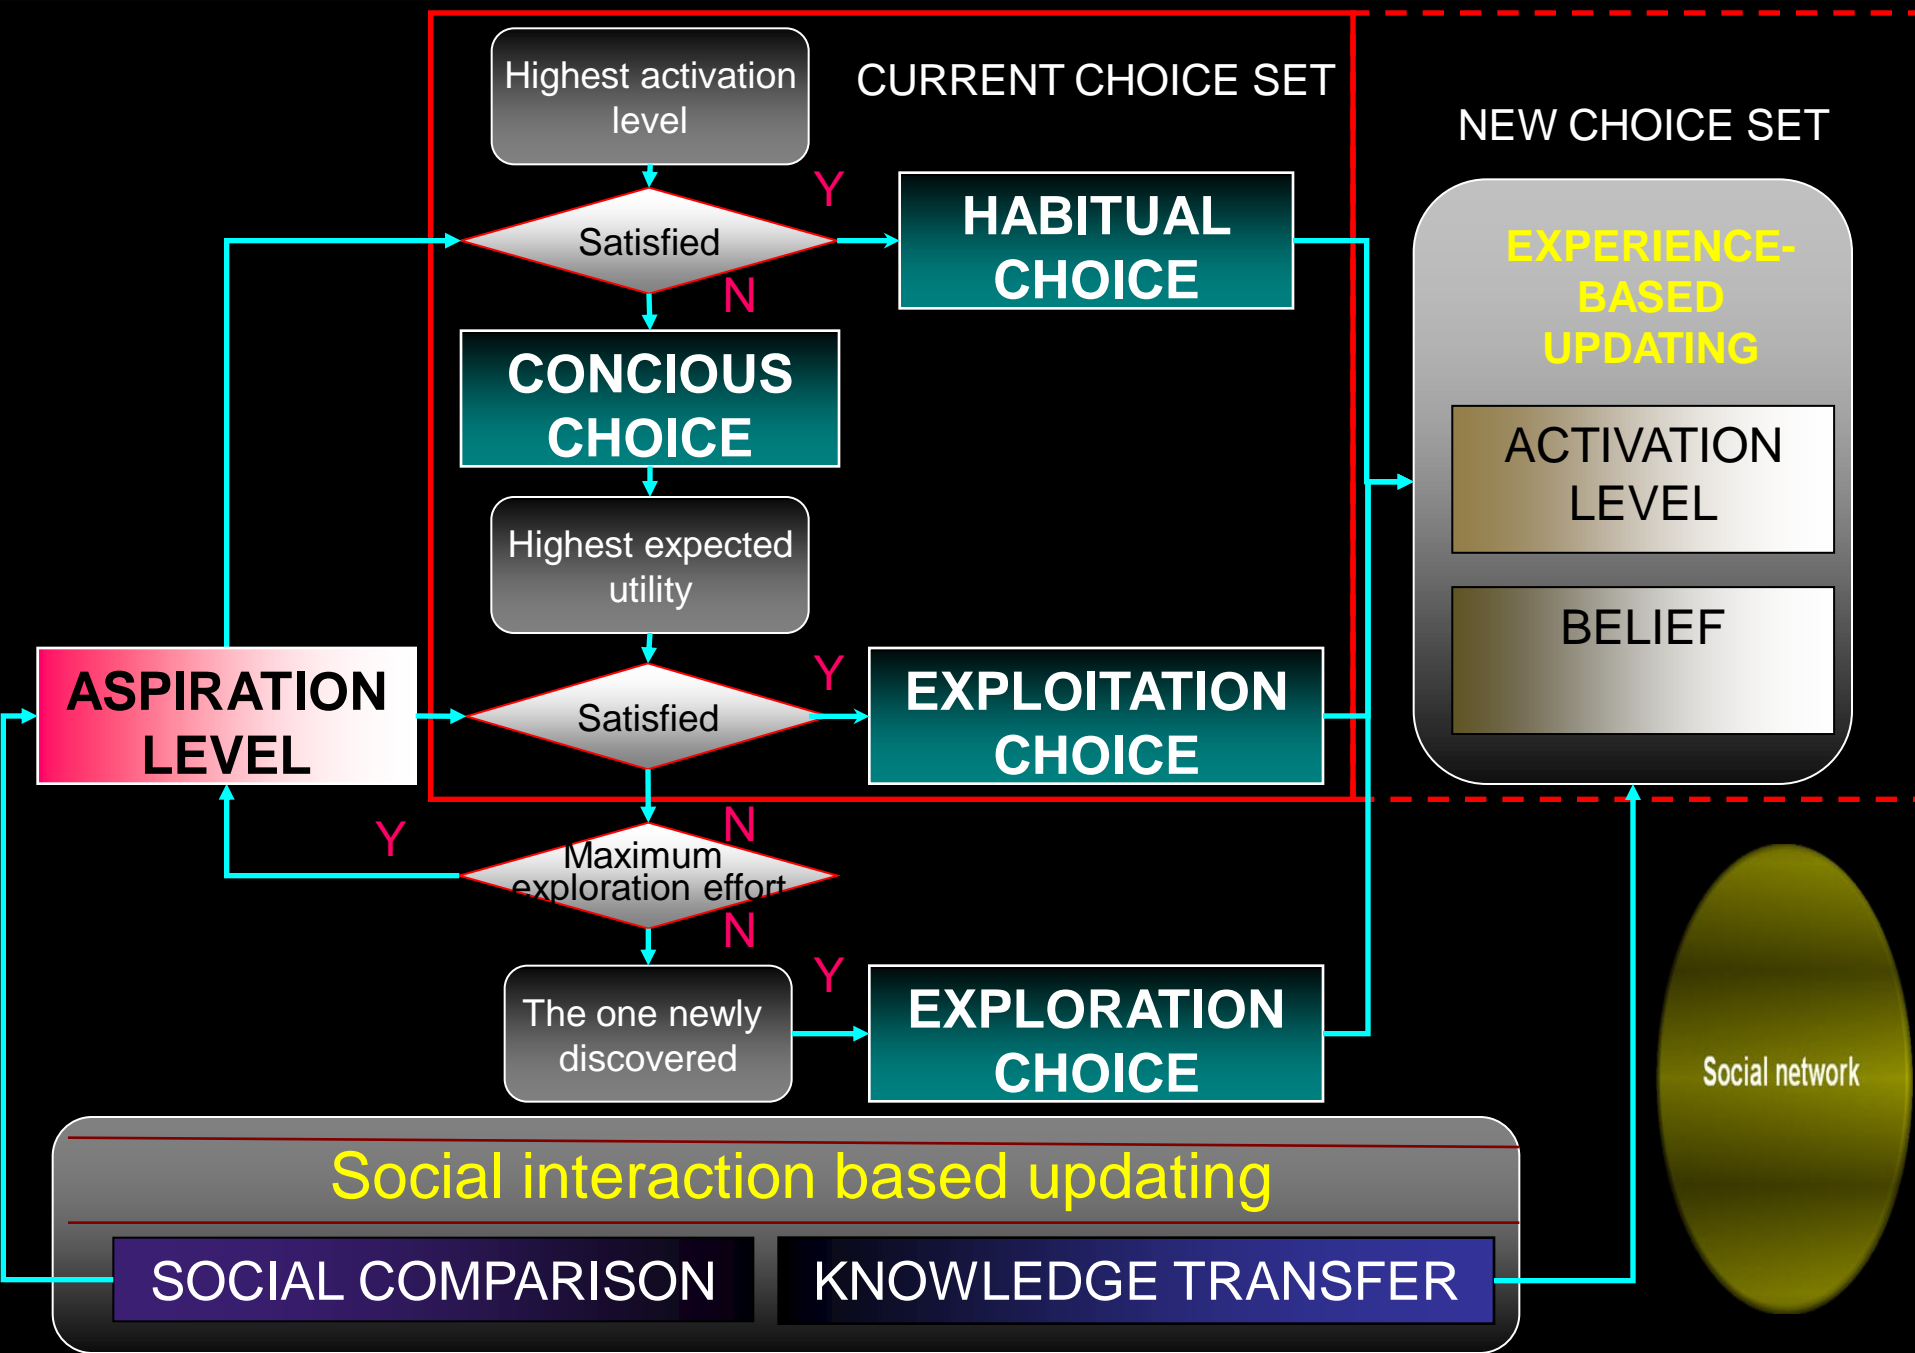 Highest activation
level
CURRENT CHOICE SET
NEW CHOICE SET
Y
Satisfied
HABITUAL
CHOICE
N
EXPERIENCE-
BASED
UPDATING
CONCIOUS
CHOICE
ACTIVATION
LEVEL
Highest expected
utility
BELIEF
ASPIRATION
LEVEL
Y
Satisfied
EXPLOITATION
CHOICE
N
Y
Maximum
exploration effort
N
Y
The one newly
discovered
EXPLORATION
CHOICE
Social network
Social interaction based updating
SOCIAL COMPARISON
KNOWLEDGE TRANSFER